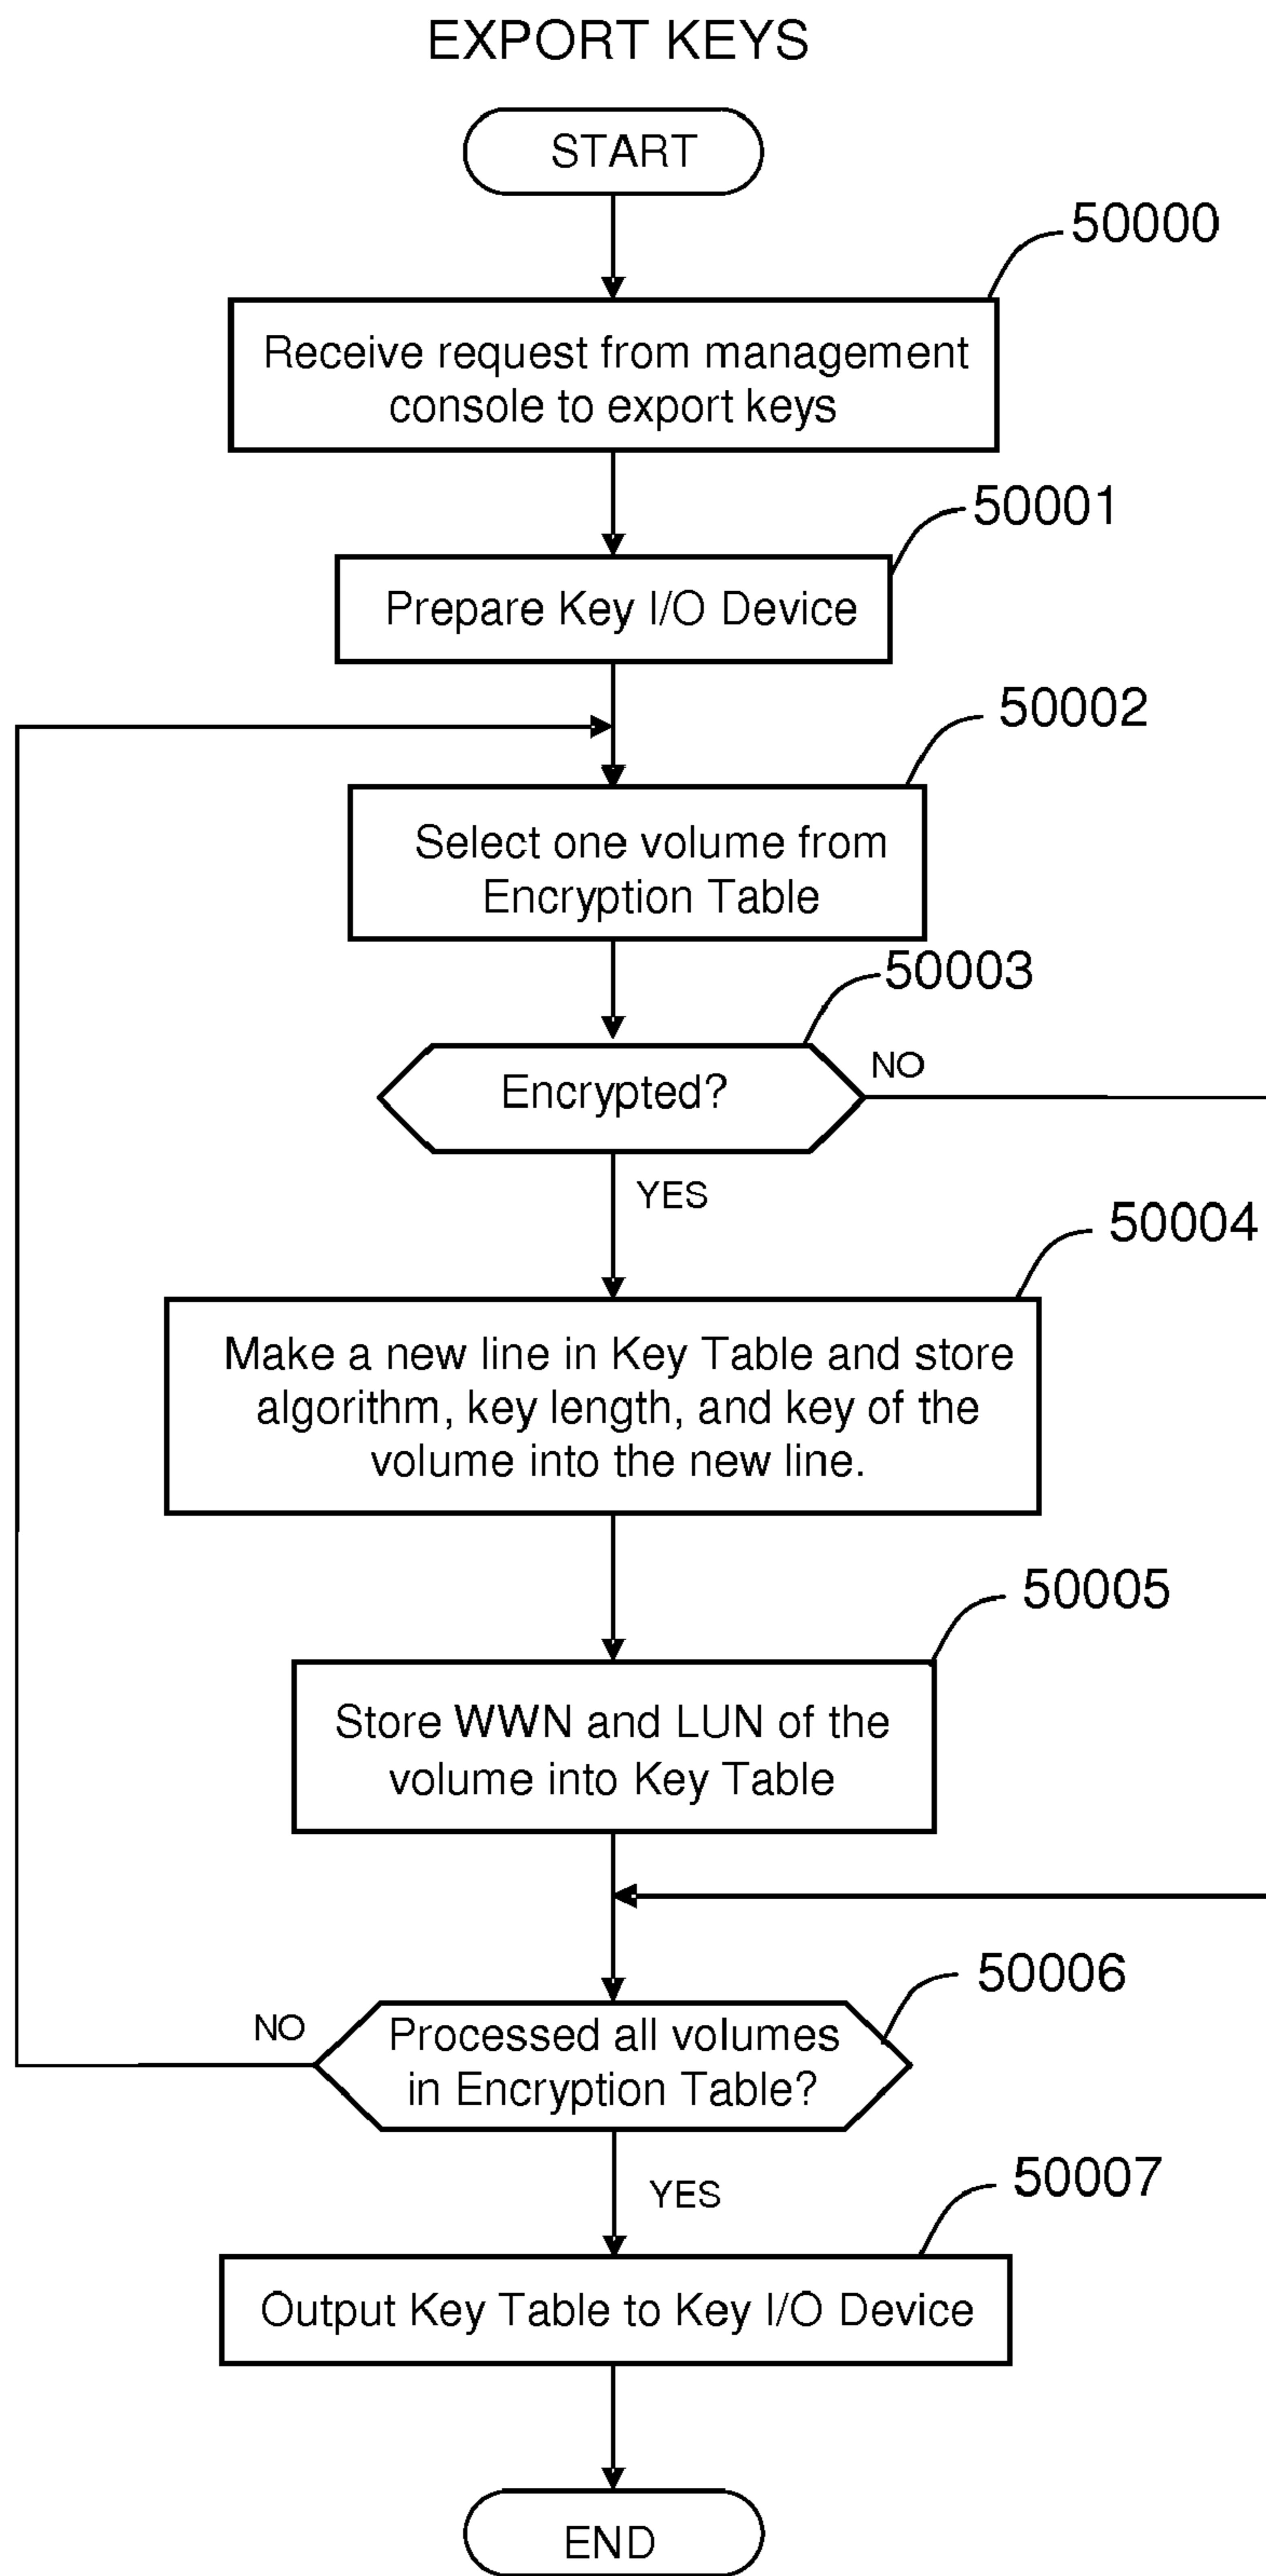 EXPORT KEYS
START
50000
Receive request from management
console to export keys
50001
Prepare Key I/O Device
50002
Select one volume from
Encryption Table
50003
Encrypted?
NO
YES
50004
Make a new line in Key Table and store
algorithm, key length, and key of the
volume into the new line.
50005
Store WWN and LUN of the
volume into Key Table
50006
NO
Processed all volumes
in Encryption Table?
YES
50007
Output Key Table to Key I/O Device
END